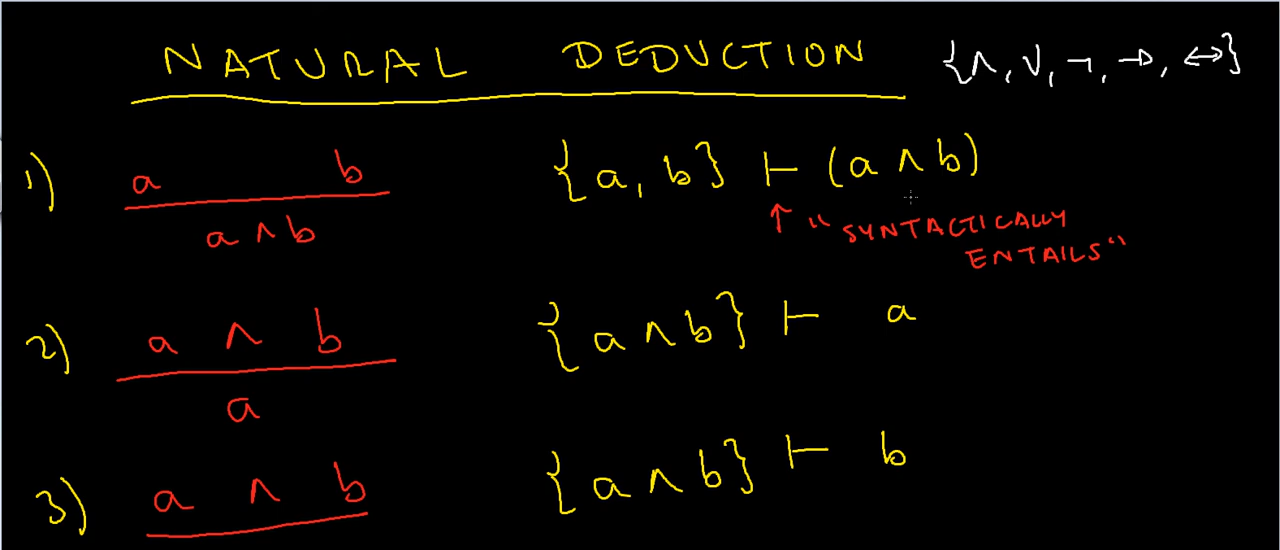 NATURAL DEDUCTION {∧, ∨, ¬, →, ↔}
1) a b {a, b} ⊢ (a ∧ b)
a ∧ b ↑ "SYNTACTICALLY
ENTAILS"
2) a ∧ b {a ∧ b} ⊢ a
a
3) a ∧ b {a ∧ b} ⊢ b